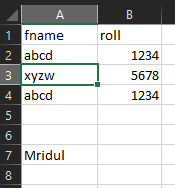 A B
1 fname roll
2 abcd 1234
3 xyzw 5678
4 abcd 1234
5
6
7 Mridul
8